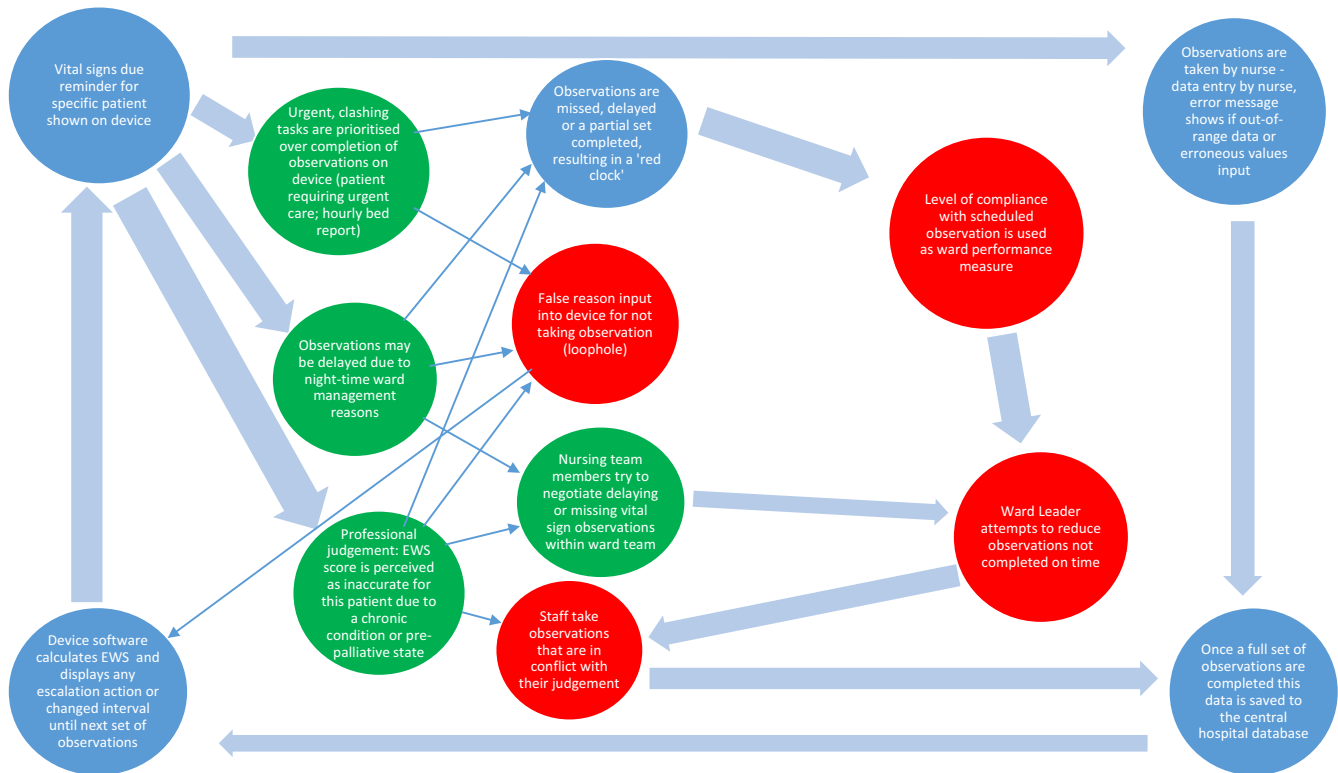 Vital signs due
reminder for
specific patient
shown on device
Urgent, clashing
tasks are prioritised
over completion of
observations on
device (patient
requiring urgent
care; hourly bed
report)
Observations are
missed, delayed
or a partial set
completed,
resulting in a 'red
clock'
Observations are
taken by nurse -
data entry by nurse,
error message
shows if out-of-
range data or
erroneous values
input
Level of compliance
with scheduled
observation is used
as ward performance
measure
False reason input
into device for not
taking observation
(loophole)
Observations may
be delayed due to
night-time ward
management
reasons
Nursing team
members try to
negotiate delaying
or missing vital
sign observations
within ward team
Ward Leader
attempts to reduce
observations not
completed on time
Professional
judgement: EWS
score is perceived
as inaccurate for
this patient due to
a chronic
condition or pre-
palliative state
Staff take
observations
that are in
conflict with
their judgement
Device software
calculates EWS and
displays any
escalation action or
changed interval
until next set of
observations
Once a full set of
observations are
completed this
data is saved to
the central
hospital database